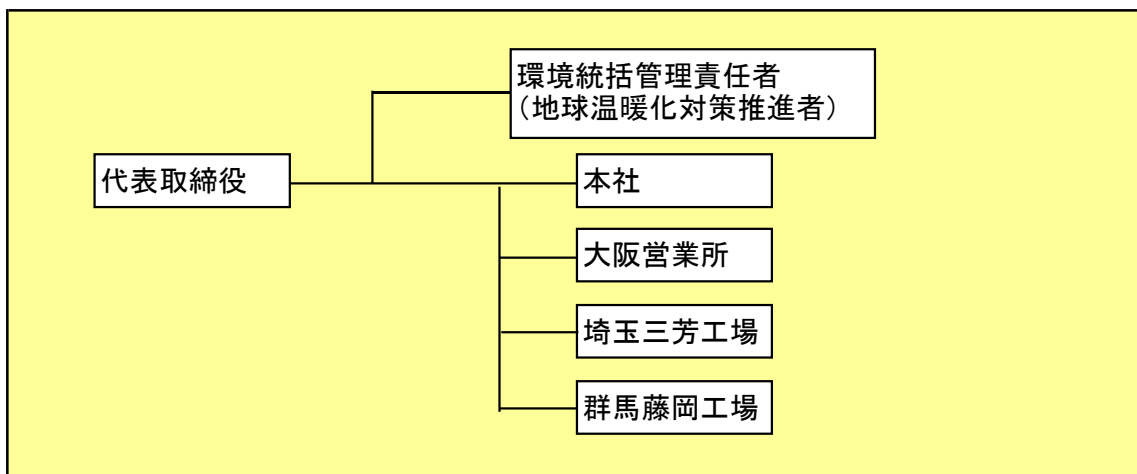 環境統括管理責任者
（地球温暖化対策推進者）
代表取締役
本社
大阪営業所
埼玉三芳工場
群馬藤岡工場